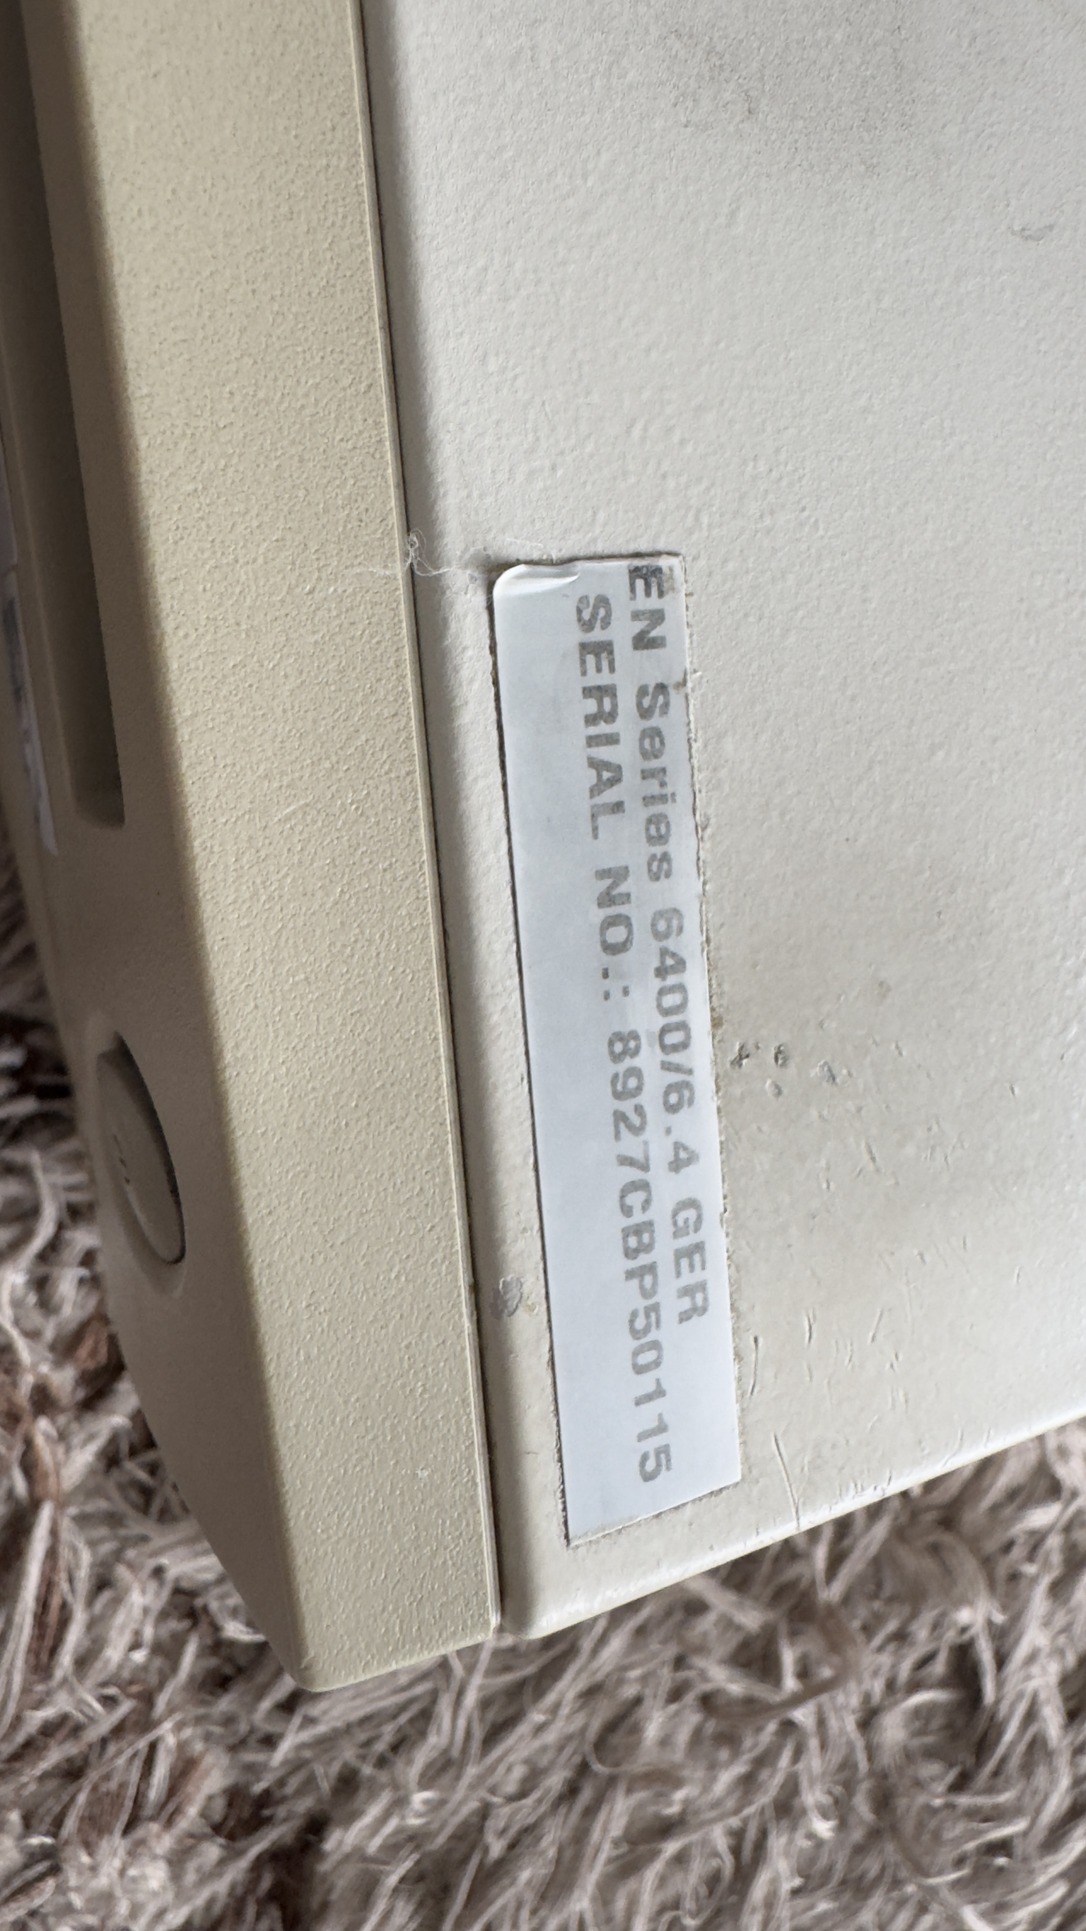 EN Series 6400/6.4 GER
SERIAL NO.: 8927CBP50115